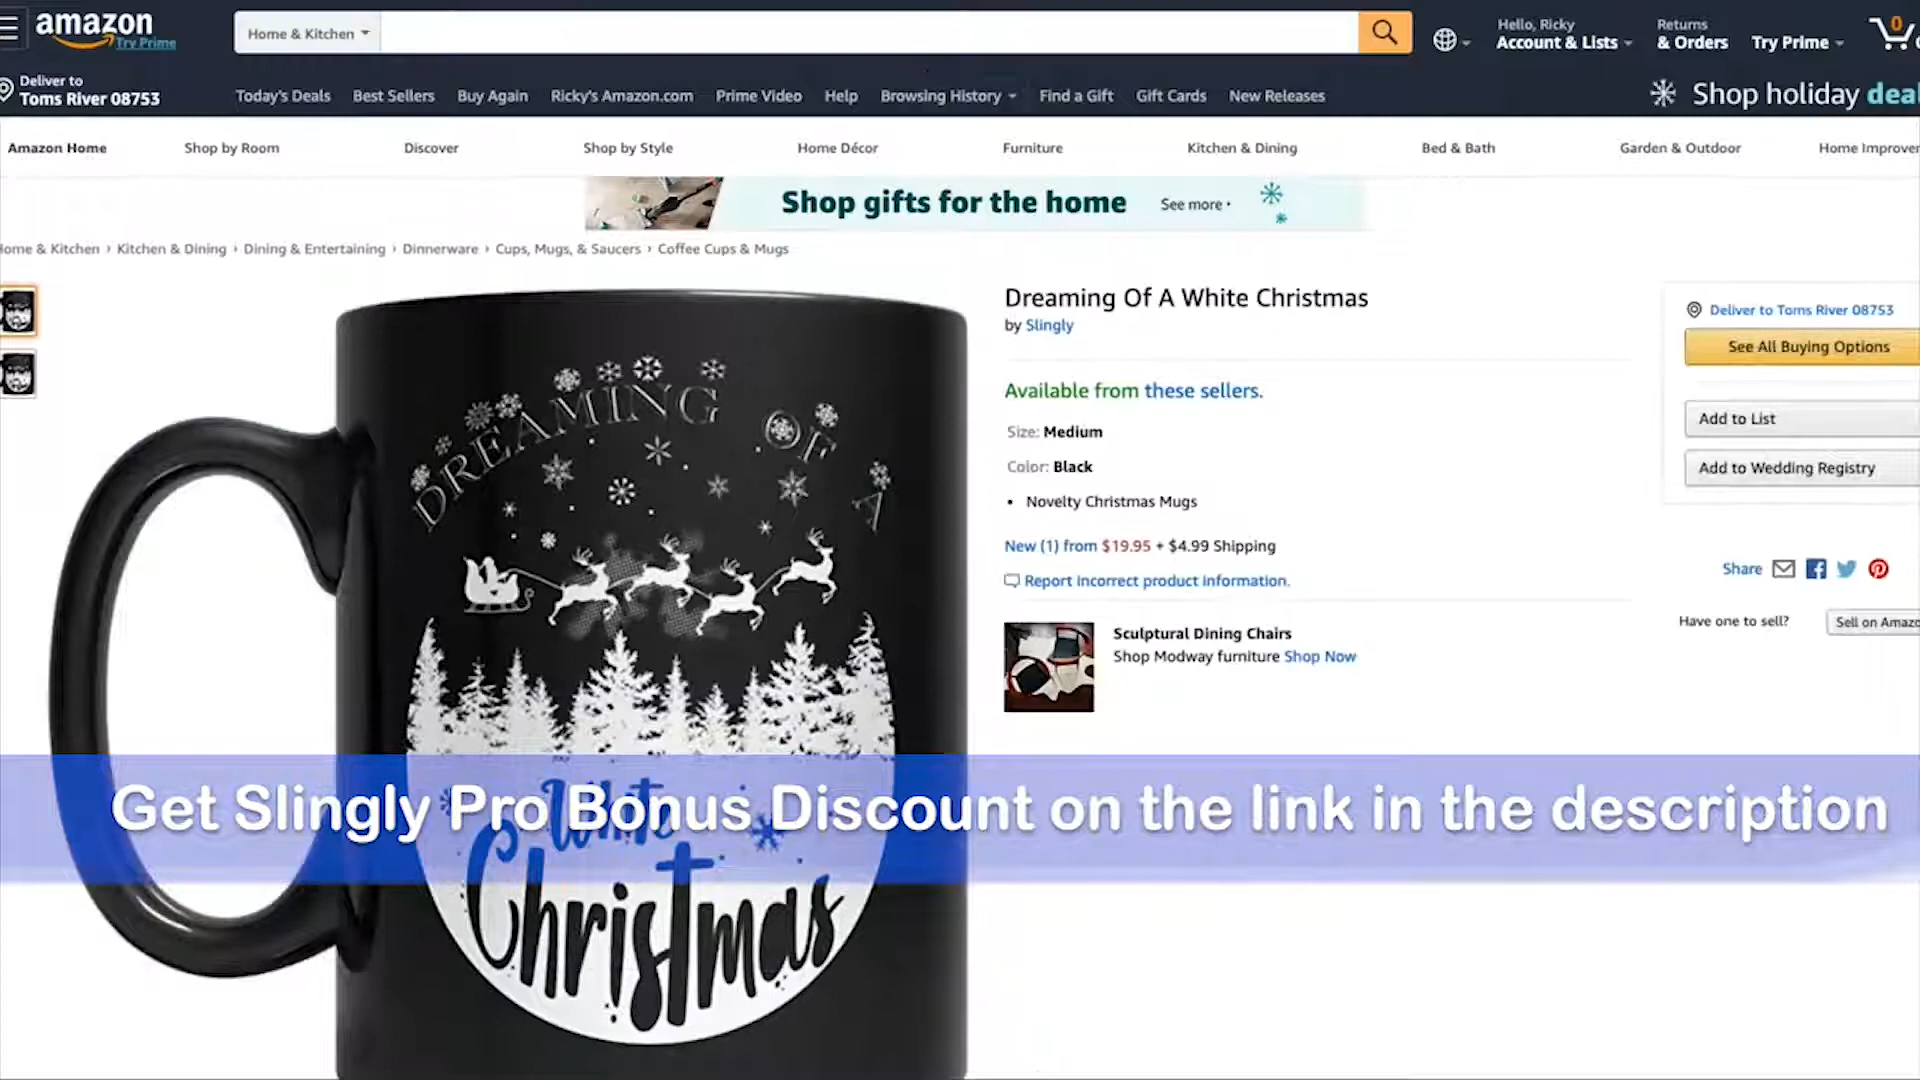 amazon
Try Prime
Home & Kitchen
Hello, Ricky
Account & Lists
Returns
& Orders
Try Prime
0
Deliver to
Toms River 08753
Today's Deals
Best Sellers
Buy Again
Ricky's Amazon.com
Prime Video
Help
Browsing History
Find a Gift
Gift Cards
New Releases
Shop holiday deal
Amazon Home
Shop by Room
Discover
Shop by Style
Home Décor
Furniture
Kitchen & Dining
Bed & Bath
Garden & Outdoor
Home Improve
Shop gifts for the home
See more ›
Home & Kitchen › Kitchen & Dining › Dining & Entertaining › Dinnerware › Cups, Mugs, & Saucers › Coffee Cups & Mugs
DREAMING OF A
White
Christmas
Dreaming Of A White Christmas
by Slingly
Available from these sellers.
Size: Medium
Color: Black
• Novelty Christmas Mugs
New (1) from $19.95 + $4.99 Shipping
Report incorrect product information.
Sculptural Dining Chairs
Shop Modway furniture Shop Now
Deliver to Toms River 08753
See All Buying Options
Add to List
Add to Wedding Registry
Share
Have one to sell?
Sell on Amazo
Get Slingly Pro Bonus Discount on the link in the description